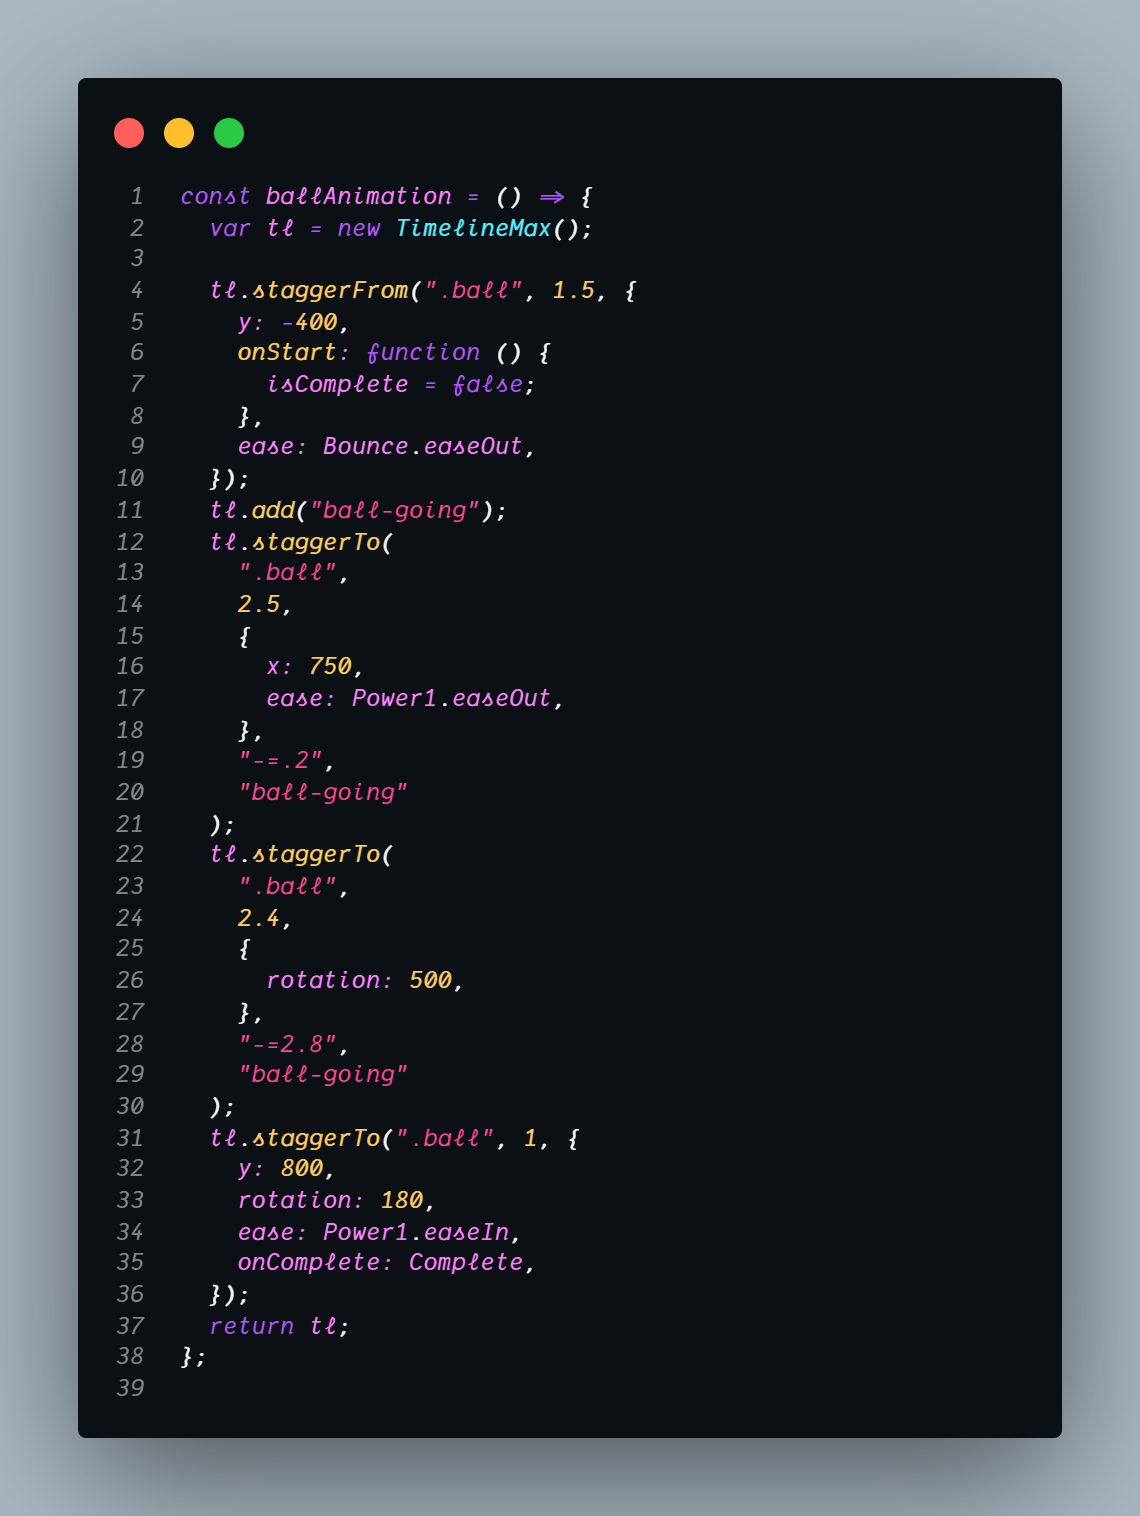 1 const ballAnimation = () => {
2   var tl = new TimelineMax();
3
4   tl.staggerFrom(".ball", 1.5, {
5     y: -400,
6     onStart: function () {
7       isComplete = false;
8     },
9     ease: Bounce.easeOut,
10   });
11   tl.add("ball-going");
12   tl.staggerTo(
13     ".ball",
14     2.5,
15     {
16       x: 750,
17       ease: Power1.easeOut,
18     },
19     "-=.2",
20     "ball-going"
21   );
22   tl.staggerTo(
23     ".ball",
24     2.4,
25     {
26       rotation: 500,
27     },
28     "-=2.8",
29     "ball-going"
30   );
31   tl.staggerTo(".ball", 1, {
32     y: 800,
33     rotation: 180,
34     ease: Power1.easeIn,
35     onComplete: Complete,
36   });
37   return tl;
38 };
39